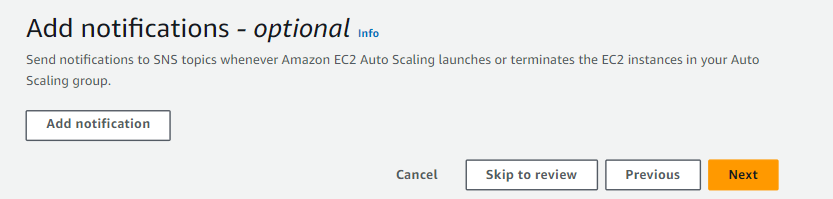 Add notifications - optional Info
Send notifications to SNS topics whenever Amazon EC2 Auto Scaling launches or terminates the EC2 instances in your Auto
Scaling group.
Add notification
Cancel Skip to review Previous Next